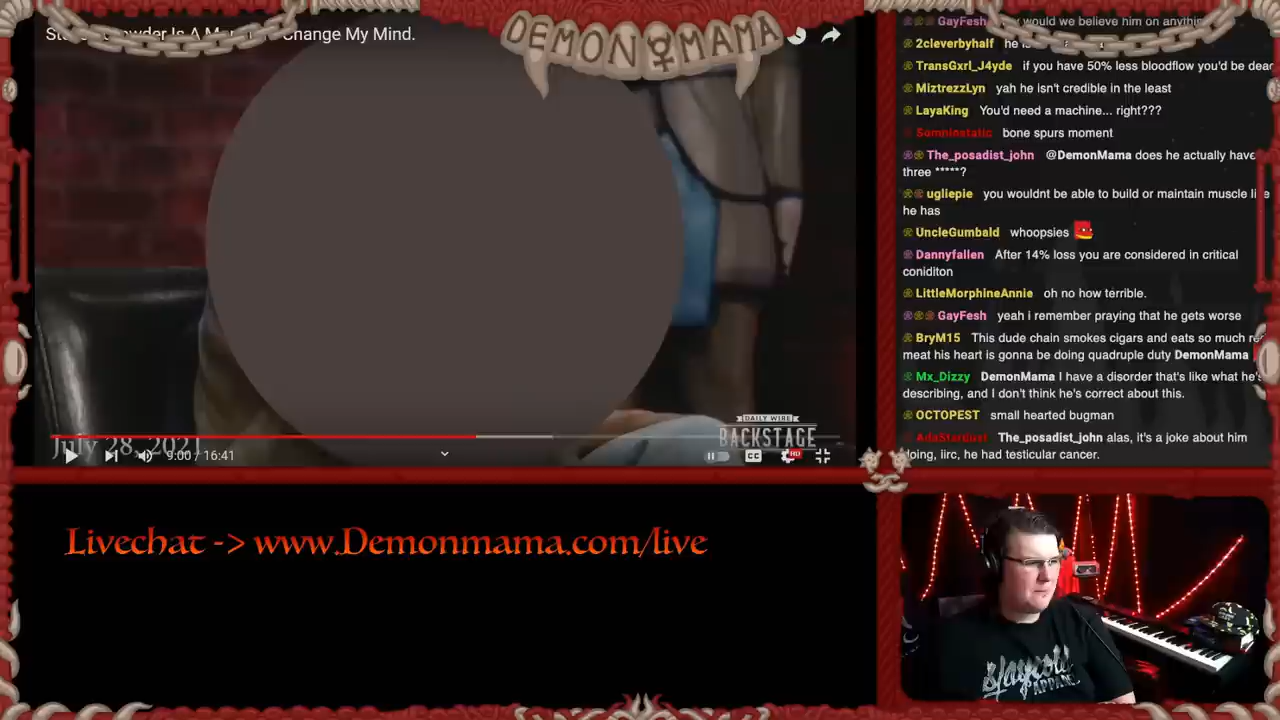 Change My Mind.
DEMON MAMA
GayFesh would we believe him on
2cleverbyhalf he
TransGxrl_J4yde if you have 50% less bloodflow you'd be dead
MiztrezzLyn yah he isn't credible in the least
LayaKing You'd need a machine... right???
Somninatatic bone spurs moment
The_posadist_john @DemonMama does he actually have
three *****?
ugliepie you wouldnt be able to build or maintain muscle
he has
UncleGumbald whoopsies
Dannyfallen After 14% loss you are considered in critical
coniditon
LittleMorphineAnnie oh no how terrible.
GayFesh yeah i remember praying that he gets worse
BryM15 This dude chain smokes cigars and eats so much
meat his heart is gonna be doing quadruple duty DemonMama
Mx_Dizzy DemonMama I have a disorder that's like what he's
describing, and I don't think he's correct about this.
OCTOPEST small hearted bugman
AdaStardust The_posadist_john alas, it's a joke about him
doing, iirc, he had testicular cancer.
DAILY WIRE
BACKSTAGE
July 28, 2021
9:00 / 16:41
CC
HD
Livechat -> www.Demonmama.com/live
APPAREL